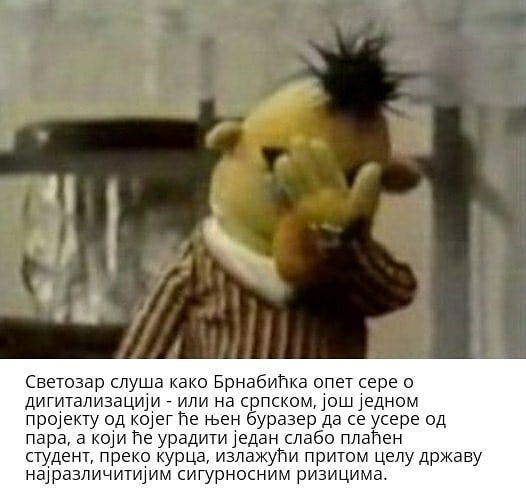 Светозар слуша како Брнабићка опет сере о
дигитализацији - или на српском, још једном
пројекту од којег ће њен буразер да се усере од
пара, а који ће урадити један слабо плаћен
студент, преко курца, излажући притом целу државу
најразличитијим сигурносним ризицима.